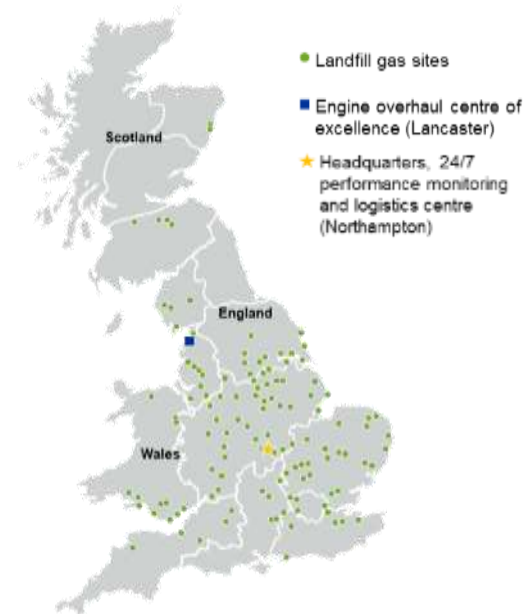 Landfill gas sites
Engine overhaul centre of
excellence (Lancaster)
Headquarters, 24/7
performance monitoring
and logistics centre
(Northampton)
Scotland
England
Wales